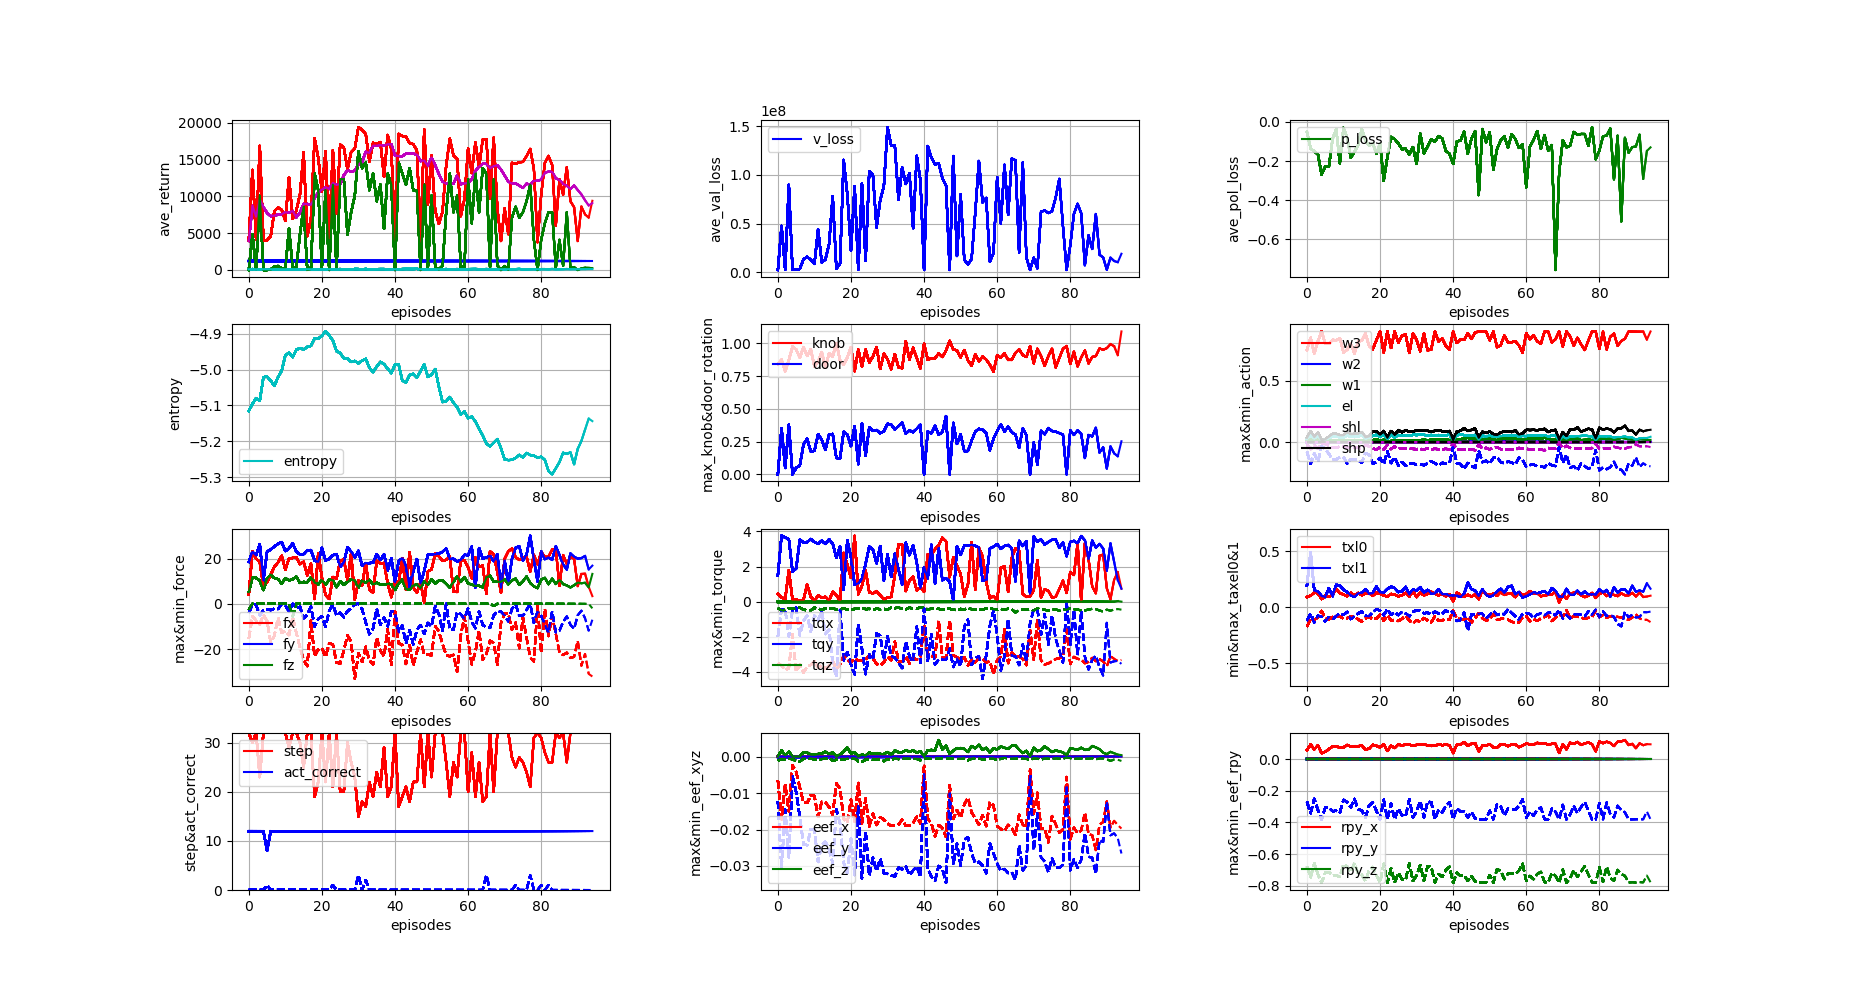 20000
15000
10000
5000
0
ave_return
0 20 40 60 80
episodes
1e8
1.5
1.0
0.5
0.0
ave_val_loss
v_loss
0 20 40 60 80
episodes
0.0
−0.2
−0.4
−0.6
ave_pol_loss
p_loss
0 20 40 60 80
episodes
−4.9
−5.0
−5.1
−5.2
−5.3
entropy
entropy
0 20 40 60 80
episodes
1.00
0.75
0.50
0.25
0.00
max_knob&door_rotation
knob
door
0 20 40 60 80
episodes
0.5
0.0
max&min_action
w3
w2
w1
el
shl
shp
0 20 40 60 80
episodes
20
0
−20
max&min_force
fx
fy
fz
0 20 40 60 80
episodes
4
2
0
−2
−4
max&min_torque
tqx
tqy
tqz
0 20 40 60 80
episodes
0.5
0.0
−0.5
min&max_taxel0&1
txl0
txl1
0 20 40 60 80
episodes
30
20
10
0
step&act_correct
step
act_correct
0 20 40 60 80
episodes
0.00
−0.01
−0.02
−0.03
max&min_eef_xyz
eef_x
eef_y
eef_z
0 20 40 60 80
episodes
0.0
−0.2
−0.4
−0.6
−0.8
max&min_eef_rpy
rpy_x
rpy_y
rpy_z
0 20 40 60 80
episodes